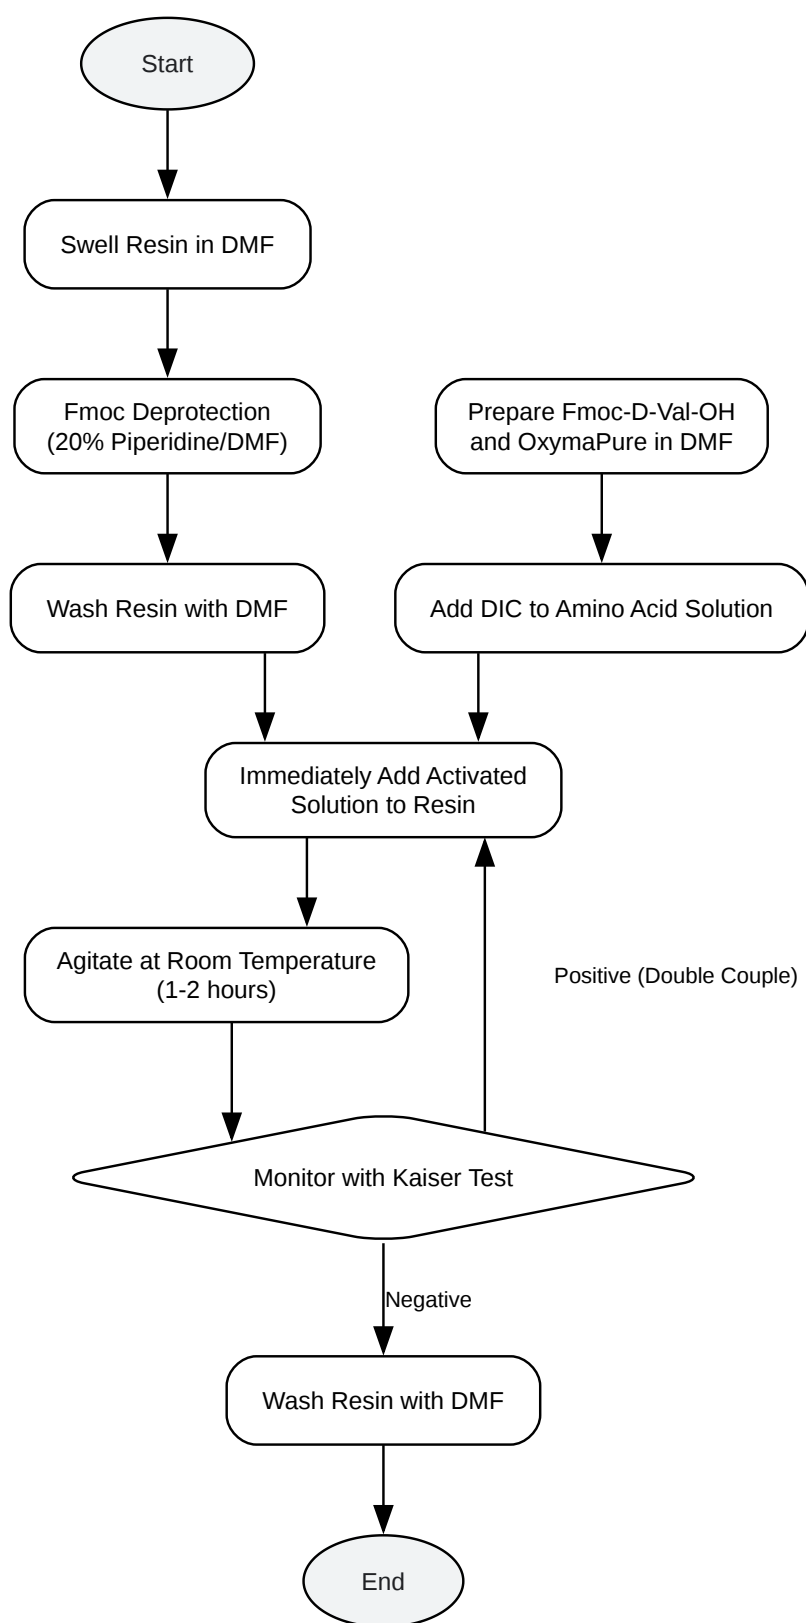 Start
Swell Resin in DMF
Fmoc Deprotection
(20% Piperidine/DMF)
Prepare Fmoc-D-Val-OH
and OxymaPure in DMF
Wash Resin with DMF
Add DIC to Amino Acid Solution
Immediately Add Activated
Solution to Resin
Agitate at Room Temperature
(1-2 hours)
Positive (Double Couple)
Monitor with Kaiser Test
Negative
Wash Resin with DMF
End